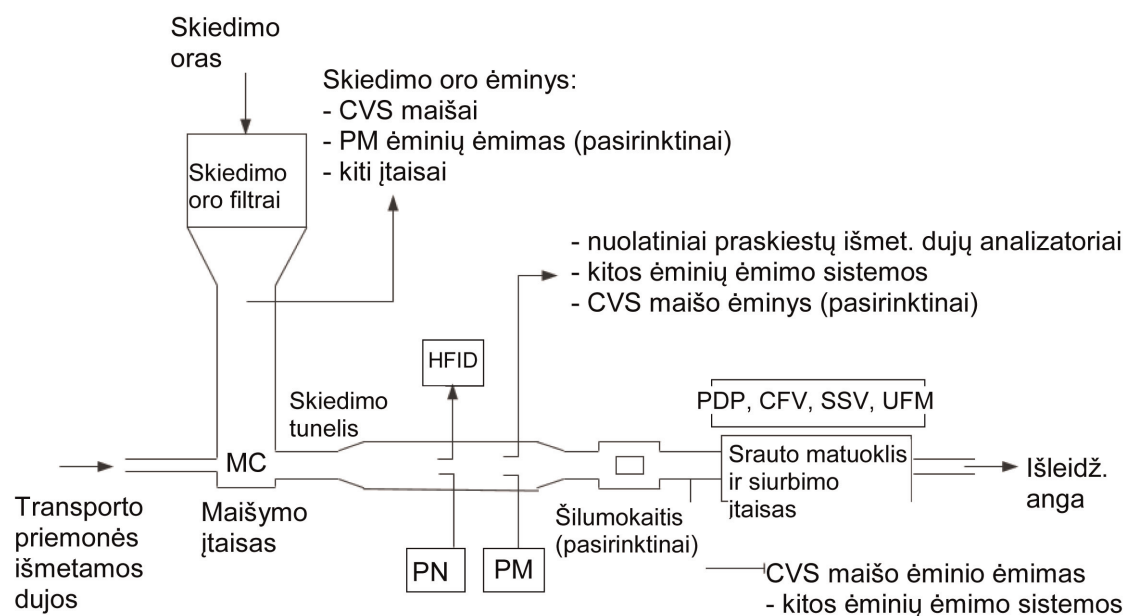 Skiedimo
oras
Skiedimo oro ėminys:
- CVS maišai
- PM ėminių ėmimas (pasirinktinai)
- kiti įtaisai
Skiedimo
oro filtrai
- nuolatiniai praskiestų išmet. dujų analizatoriai
- kitos ėminių ėmimo sistemos
- CVS maišo ėminys (pasirinktinai)
HFID
Skiedimo
tunelis
PDP, CFV, SSV, UFM
MC
Srauto matuoklis
ir siurbimo
įtaisas
Išleidž.
anga
Transporto
priemonės
išmetamos
dujos
Maišymo
įtaisas
Šilumokaitis
(pasirinktinai)
PN
PM
CVS maišo ėminio ėmimas
- kitos ėminių ėmimo sistemos